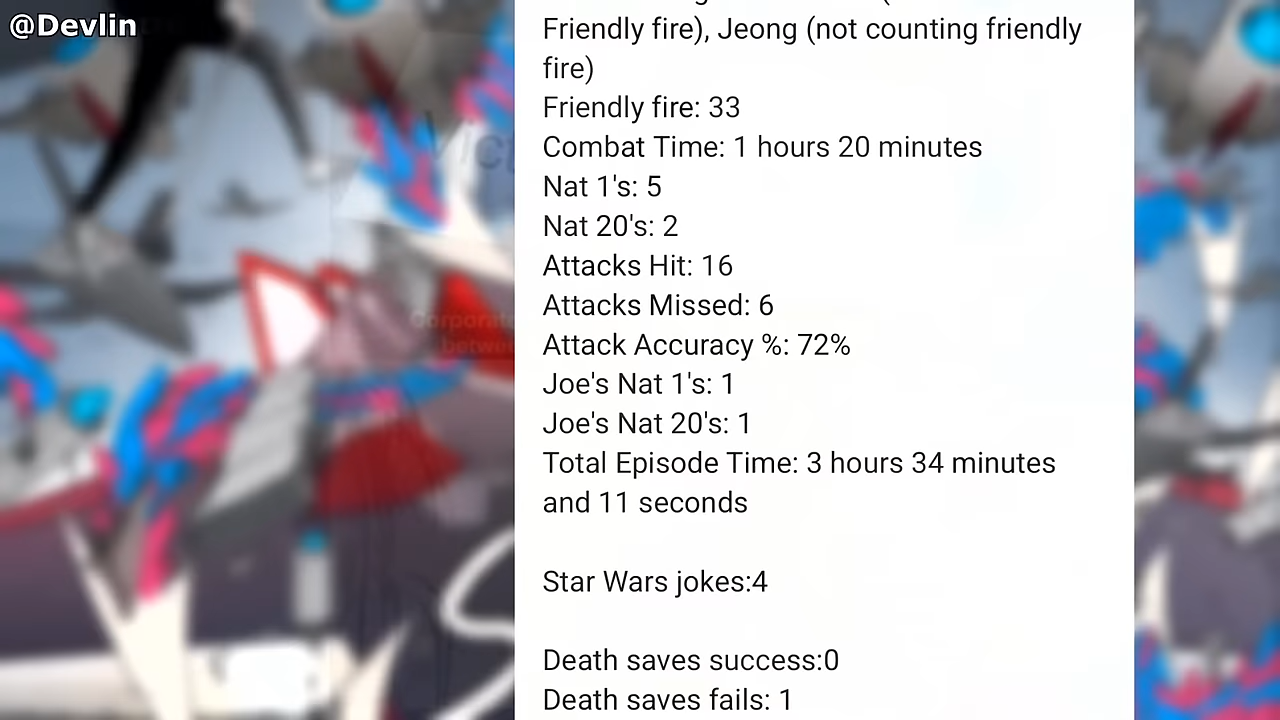 @Devlin
Friendly fire), Jeong (not counting friendly
fire)
Friendly fire: 33
Combat Time: 1 hours 20 minutes
Nat 1's: 5
Nat 20's: 2
Attacks Hit: 16
Attacks Missed: 6
Attack Accuracy %: 72%
Joe's Nat 1's: 1
Joe's Nat 20's: 1
Total Episode Time: 3 hours 34 minutes
and 11 seconds
Star Wars jokes:4
Death saves success:0
Death saves fails: 1